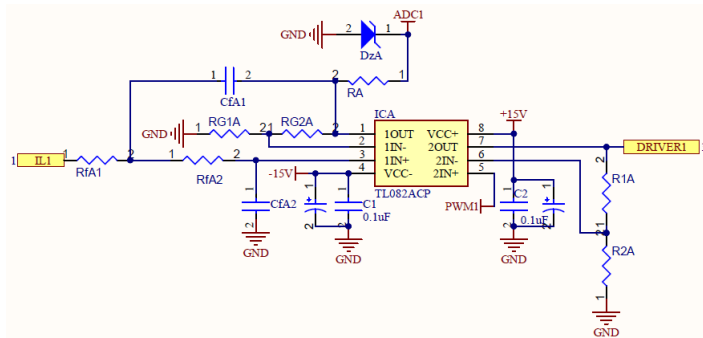 ADC1
GND 2 1
DzA
1 2 2 1
CfA1 RA
ICA +15V
RG1A RG2A
GND 1 21 2 1 1OUT VCC+ 8
2 1IN- 2OUT 7
1 IL1 1 2 1 2 3 1IN+ 2IN- 6 DRIVER1
RfA1 RfA2 -15V 4 VCC- 2IN+ 5 2
TL082ACP R1A
1 1 1 PWM1 1 1
CfA2 C1 C2
0.1uF 0.1uF 21
2 2 2 2 2
GND GND GND R2A
1
GND